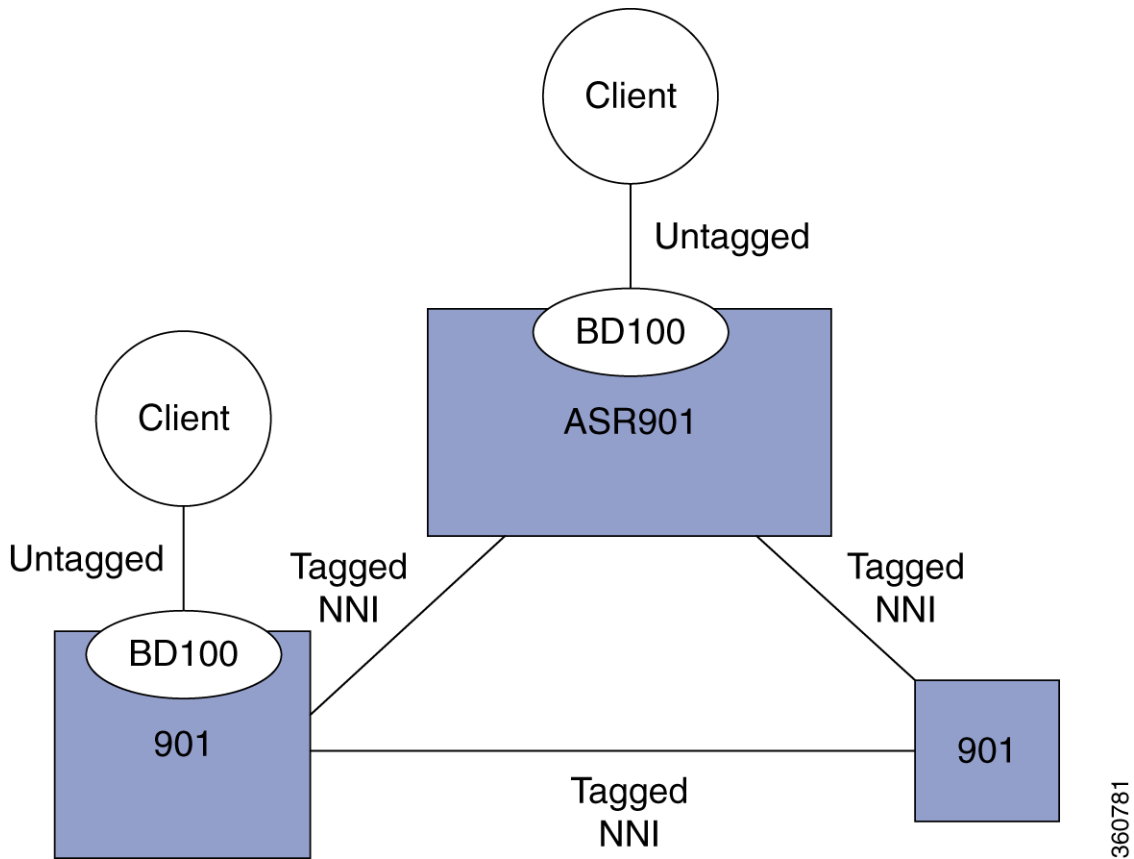 Client
Untagged
BD100
ASR901
Client
Untagged
Tagged
NNI
Tagged
NNI
BD100
901
901
Tagged
NNI
360781